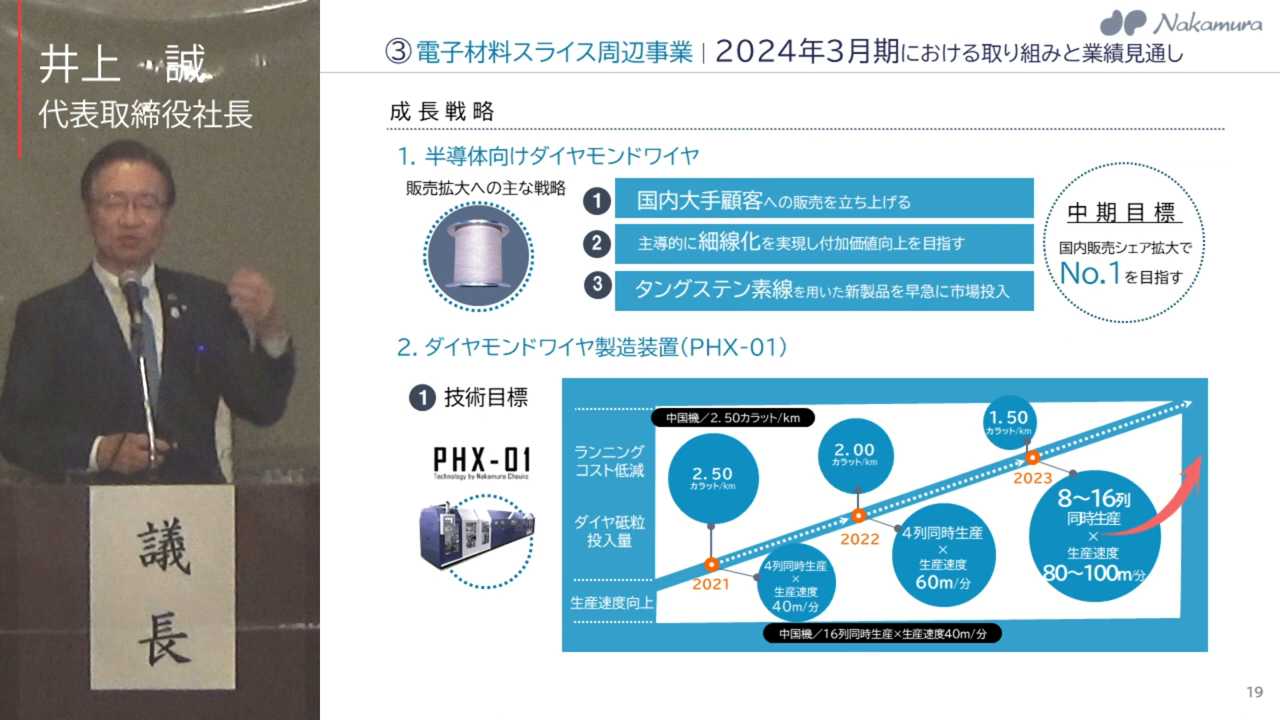 井上 誠
代表取締役社長
議
長
Nakamura
③電子材料スライス周辺事業｜2024年3月期における取り組みと業績見通し
成長戦略
1. 半導体向けダイヤモンドワイヤ
販売拡大への主な戦略
1 国内大手顧客への販売を立ち上げる
2 主導的に細線化を実現し付加価値向上を目指す
3 タングステン素線を用いた新製品を早急に市場投入
中期目標
国内販売シェア拡大で
No.1を目指す
2. ダイヤモンドワイヤ製造装置(PHX-01)
1 技術目標
PHX-01
Technology by Nakamura Choukou
ランニング
コスト低減
ダイヤ砥粒
投入量
生産速度向上
中国機／2.50カラット/km
2.50
カラット/km
2.00
カラット/km
1.50
カラット/km
2021
2022
2023
4列同時生産
×
生産速度
40m/分
4列同時生産
×
生産速度
60m/分
8〜16列
同時生産
×
生産速度
80〜100m/分
中国機／16列同時生産×生産速度40m/分
19